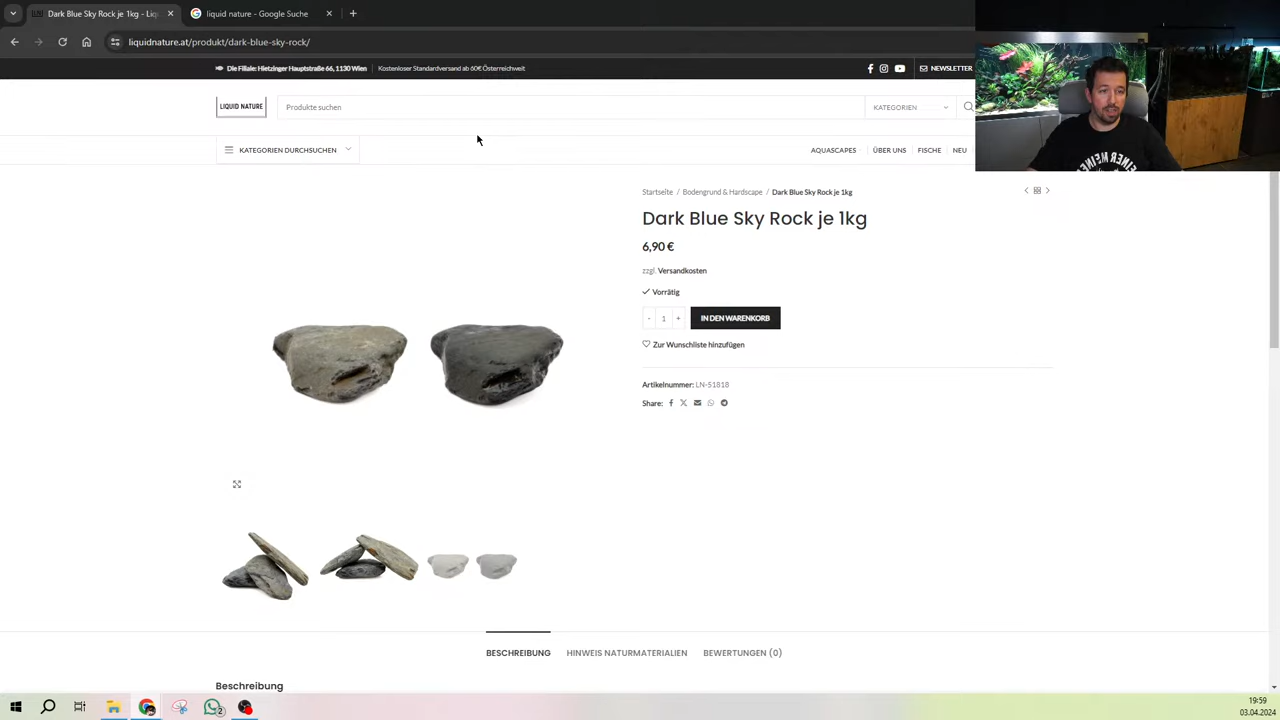 Dark Blue Sky Rock je 1kg - Liq
liquid nature - Google Suche
liquidnature.at/produkt/dark-blue-sky-rock/
Die Filiale: Hietzinger Hauptstraße 66, 1130 Wien
Kostenloser Standardversand ab 60€ Österreichweit
NEWSLETTER
LIQUID NATURE
Produkte suchen
KATEGORIEN
KATEGORIEN DURCHSUCHEN
AQUASCAPES
ÜBER UNS
FISCHE
NEU
Startseite / Bodengrund & Hardscape / Dark Blue Sky Rock je 1kg
Dark Blue Sky Rock je 1kg
6,90 €
zzgl. Versandkosten
Vorrätig
- 1 +
IN DEN WARENKORB
Zur Wunschliste hinzufügen
Artikelnummer: LN-51818
Share:
BESCHREIBUNG
HINWEIS NATURMATERIALIEN
BEWERTUNGEN (0)
Beschreibung
2
19:59
03.04.2024